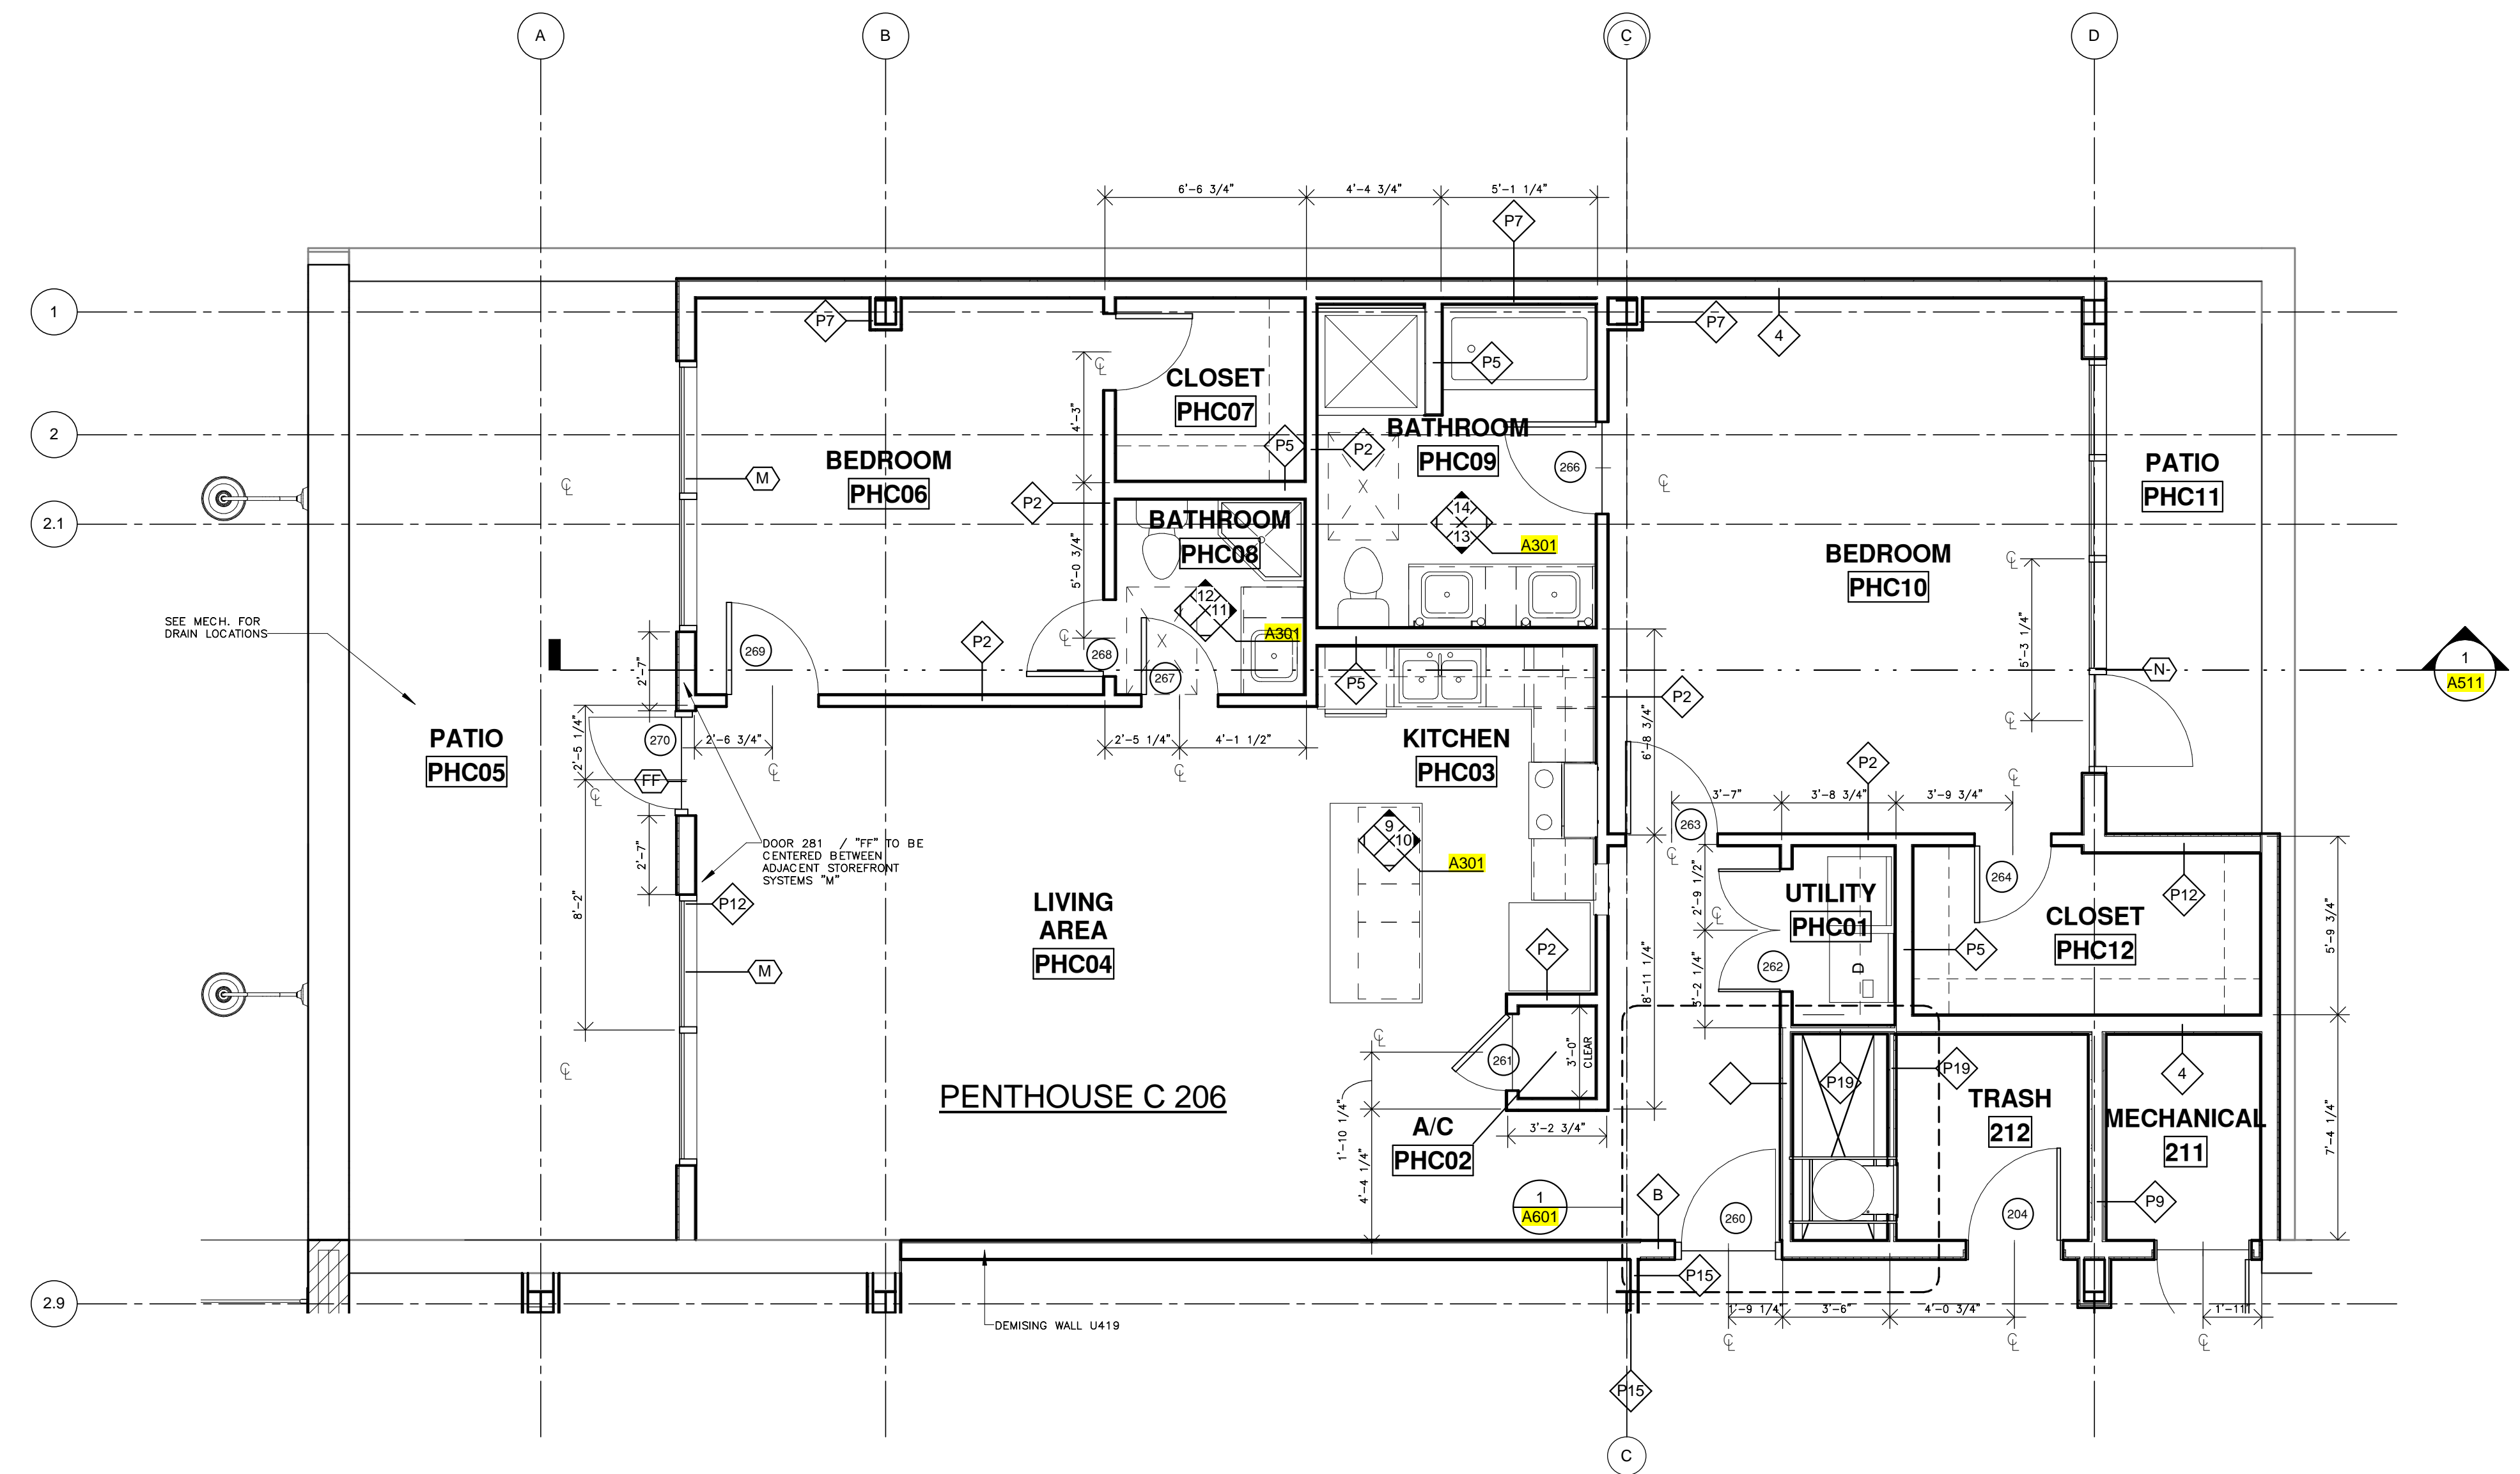 A
B
C
D
6'-6 3/4"
4'-4 3/4"
5'-1 1/4"
P7
1
P7
P7
4
P5
CLOSET
PHC07
4'-3"
2
BATHROOM
PHC09
P5
P2
266
BEDROOM
PHC06
M
P2
PATIO
PHC11
2.1
BATHROOM
PHC08
14
13
A301
5'-0 3/4"
BEDROOM
PHC10
12
11
A301
SEE MECH. FOR
DRAIN LOCATIONS
2'-7"
269
P2
268
267
P5
P2
5'-3 1/4"
N
1
A511
PATIO
PHC05
2'-5 1/4"
270
2'-6 3/4"
FF
2'-5 1/4"
4'-1 1/2"
KITCHEN
PHC03
6'-8 3/4"
P2
3'-7"
3'-8 3/4"
3'-9 3/4"
263
9
10
A301
2'-7"
DOOR 281 / "FF" TO BE
CENTERED BETWEEN
ADJACENT STOREFRONT
SYSTEMS "M"
8'-2"
P12
M
LIVING
AREA
PHC04
P2
8'-11 1/4"
2'-9 1/2"
UTILITY
PHC01
D
262
3'-2 1/4"
264
P5
CLOSET
PHC12
P12
5'-9 3/4"
261
3'-0"
CLEAR
PENTHOUSE C 206
1'-10 1/4"
4'-4 1/4"
A/C
PHC02
3'-2 3/4"
P19
P19
TRASH
212
4
MECHANICAL
211
7'-4 1/4"
1
A601
B
260
204
P9
P15
2.9
DEMISING WALL U419
1'-9 1/4"
3'-6"
4'-0 3/4"
1'-11"
P15
C